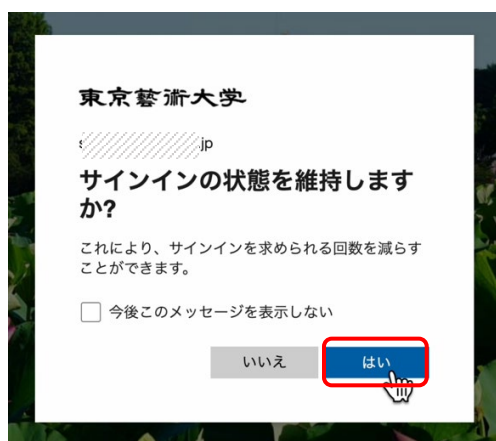 東京藝術大学
s jp
サインインの状態を維持します
か?
これにより、サインインを求められる回数を減らす
ことができます。
今後このメッセージを表示しない
いいえ
はい